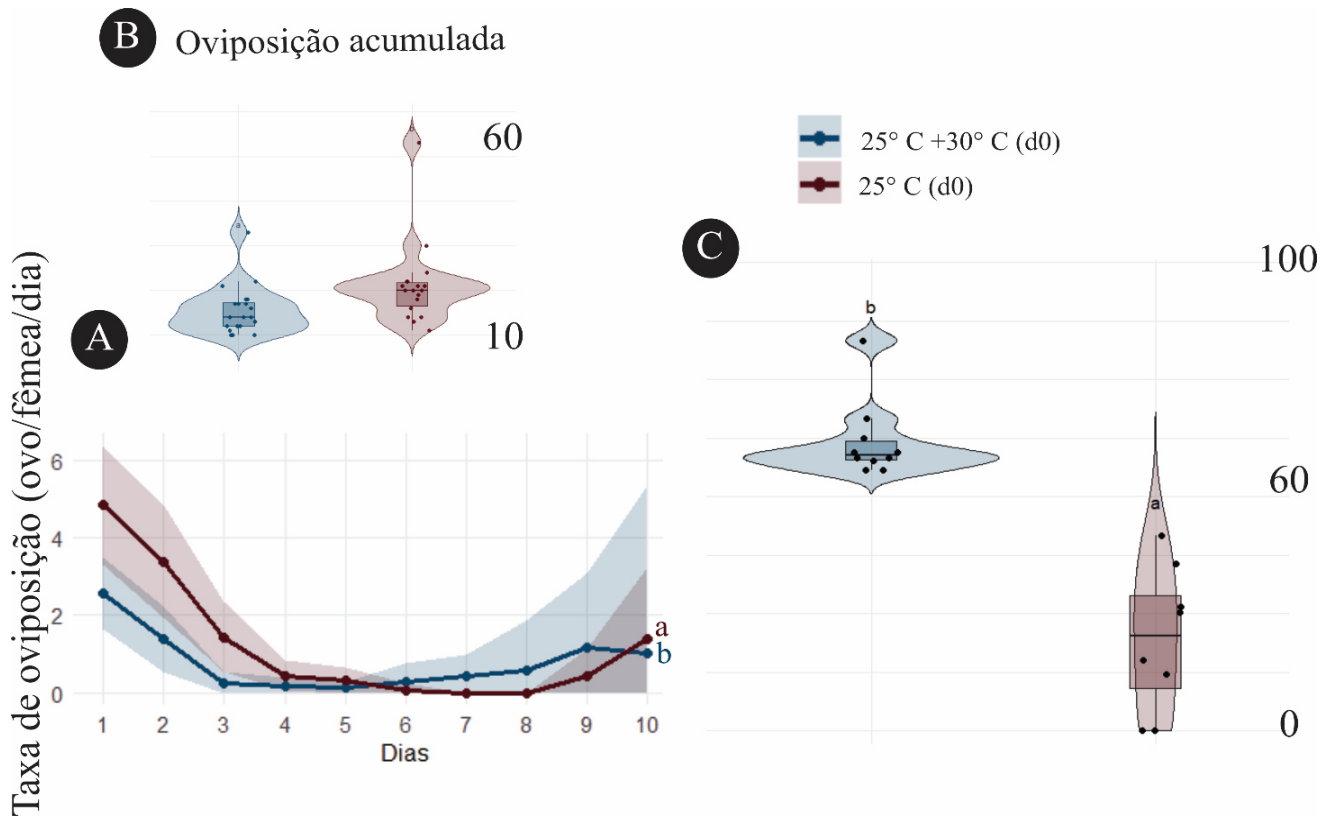 B Oviposição acumulada
60
a
10
25° C +30° C (d0)
25° C (d0)
C
100
b
60
a
0
A
Taxa de oviposição (ovo/fêmea/dia)
6
4
2
0
a
b
1 2 3 4 5 6 7 8 9 10
Dias